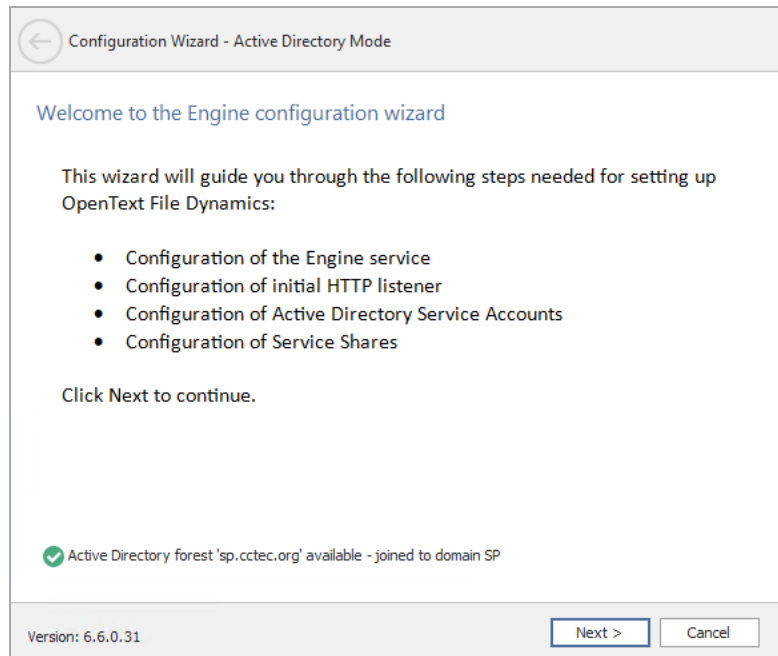 Configuration Wizard - Active Directory Mode
Welcome to the Engine configuration wizard
This wizard will guide you through the following steps needed for setting up
OpenText File Dynamics:
• Configuration of the Engine service
• Configuration of initial HTTP listener
• Configuration of Active Directory Service Accounts
• Configuration of Service Shares
Click Next to continue.
Active Directory forest 'sp.cctec.org' available - joined to domain SP
Version: 6.6.0.31
Next >
Cancel